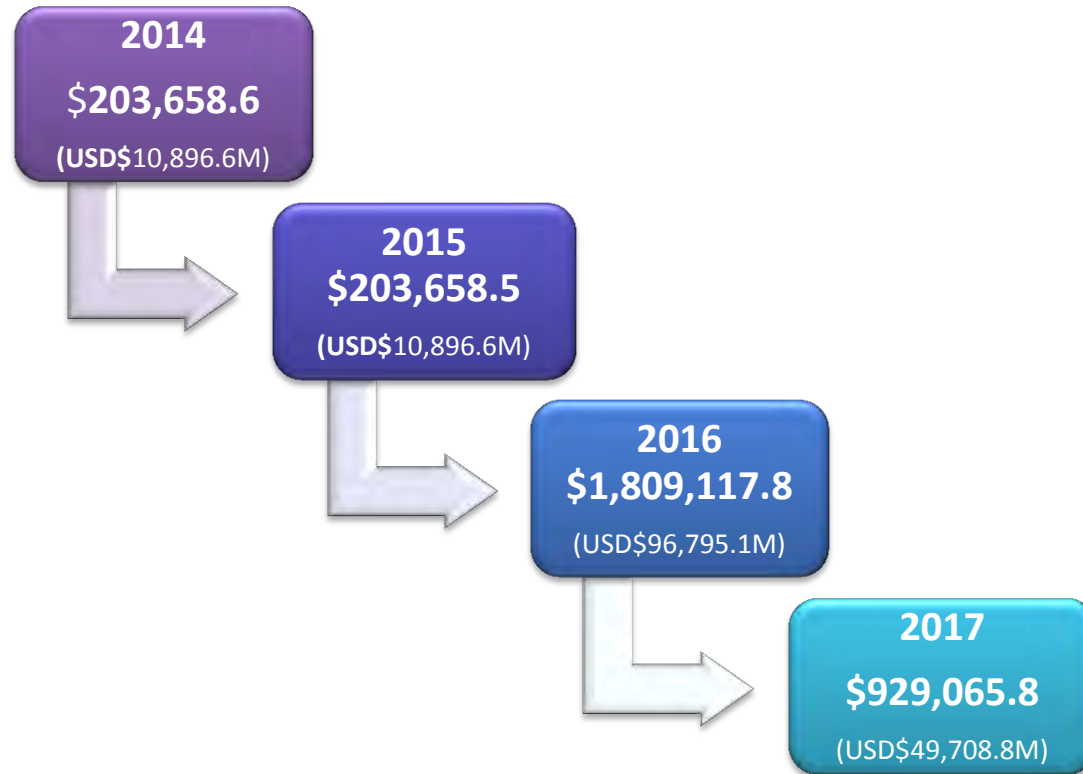 2014
$203,658.6
(USD$10,896.6M)
2015
$203,658.5
(USD$10,896.6M)
2016
$1,809,117.8
(USD$96,795.1M)
2017
$929,065.8
(USD$49,708.8M)